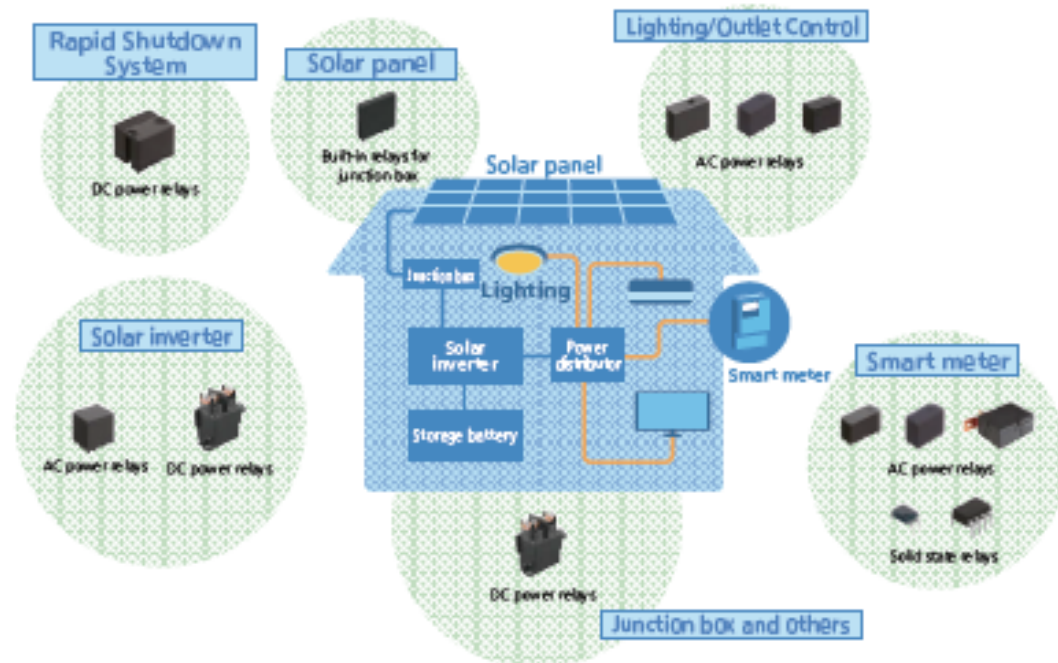 Rapid Shutdown
System
DC power relays
Solar panel
Built-in relays for
junction box
Lighting/Outlet Control
AC power relays
Solar panel
Junction box
Lighting
Solar
inverter
Power
distributor
Storage battery
Smart meter
Solar inverter
AC power relays
DC power relays
Smart meter
AC power relays
Solid state relays
DC power relays
Junction box and others